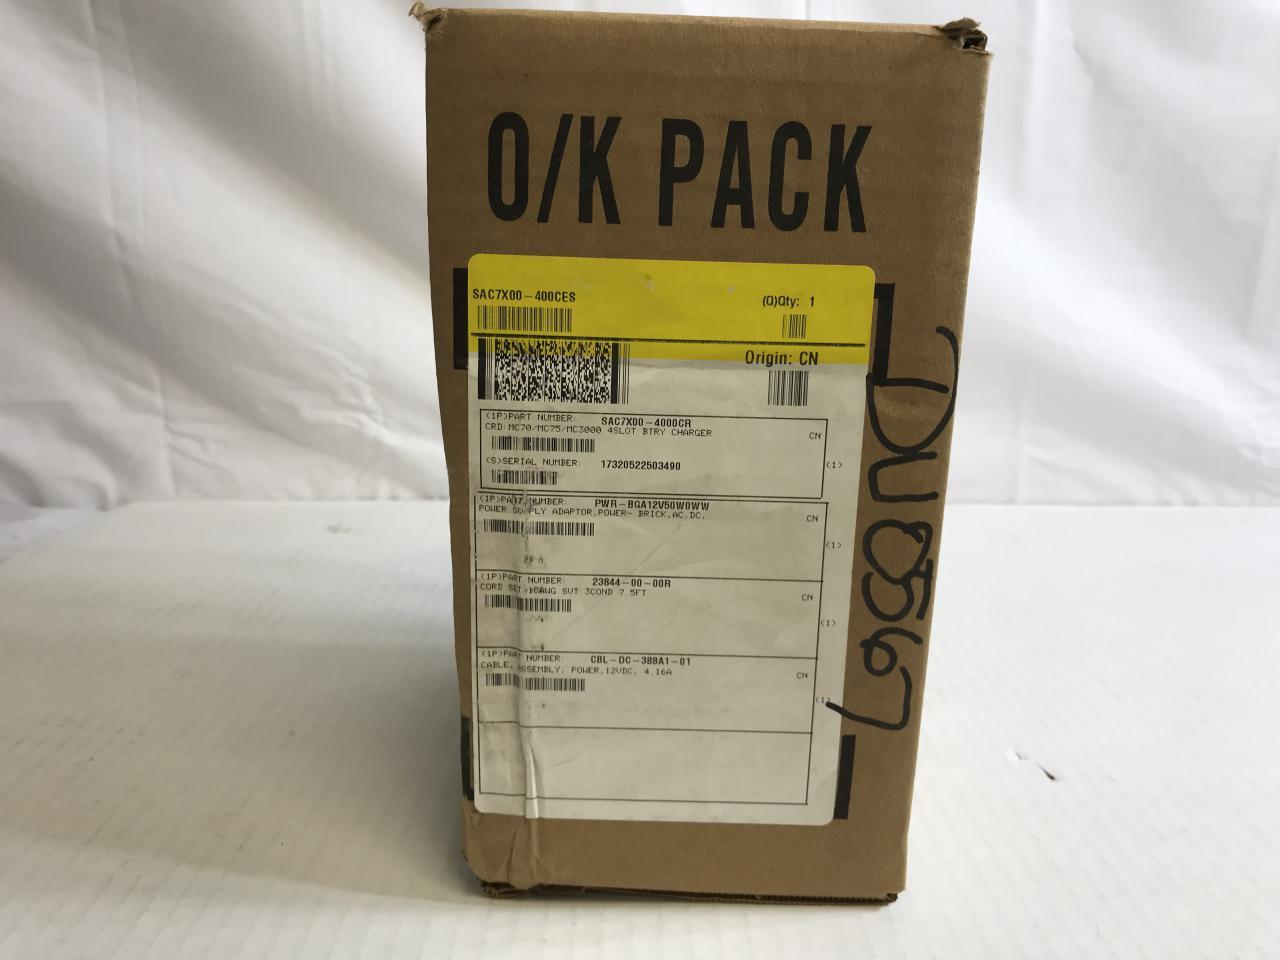 O/K PACK
SAC7X00-400CES
(Q)Qty: 1
Origin: CN
(1P)PART NUMBER: SAC7X00-4000CR
CRD:MC70/MC75/MC3000 4SLOT BTRY CHARGER
CN
(S)SERIAL NUMBER: 17320522503490
(1)
(1P)PART NUMBER: PWR-BGA12V50W0WW
POWER SUPPLY ADAPTOR,POWER- BRICK,AC,DC,
CN
(1)
(1P)PART NUMBER: 23844-00-00R
CORD SET,18AWG SVT 3COND 7.5FT
CN
(1)
(1P)PART NUMBER: CBL-DC-388A1-01
CABLE, ASSEMBLY, POWER,12VDC, 4.16A
CN
(1)